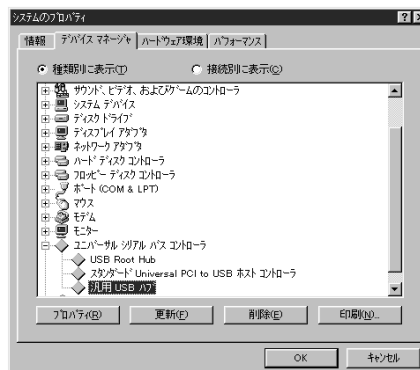 システムのプロパティ
情報 デバイス マネージャ ハードウェア環境 パフォーマンス
種類別に表示(T) 接続別に表示(C)
サウンド、ビデオ、およびゲームのコントローラ
システム デバイス
ディスク ドライブ
ディスプレイ アダプタ
ネットワーク アダプタ
ハード ディスク コントローラ
フロッピー ディスク コントローラ
ポート (COM & LPT)
マウス
モデム
モニター
ユニバーサル シリアル バス コントローラ
USB Root Hub
スタンダード Universal PCI to USB ホスト コントローラ
汎用 USB ハブ
プロパティ(R) 更新(F) 削除(E) 印刷(N)...
OK キャンセル